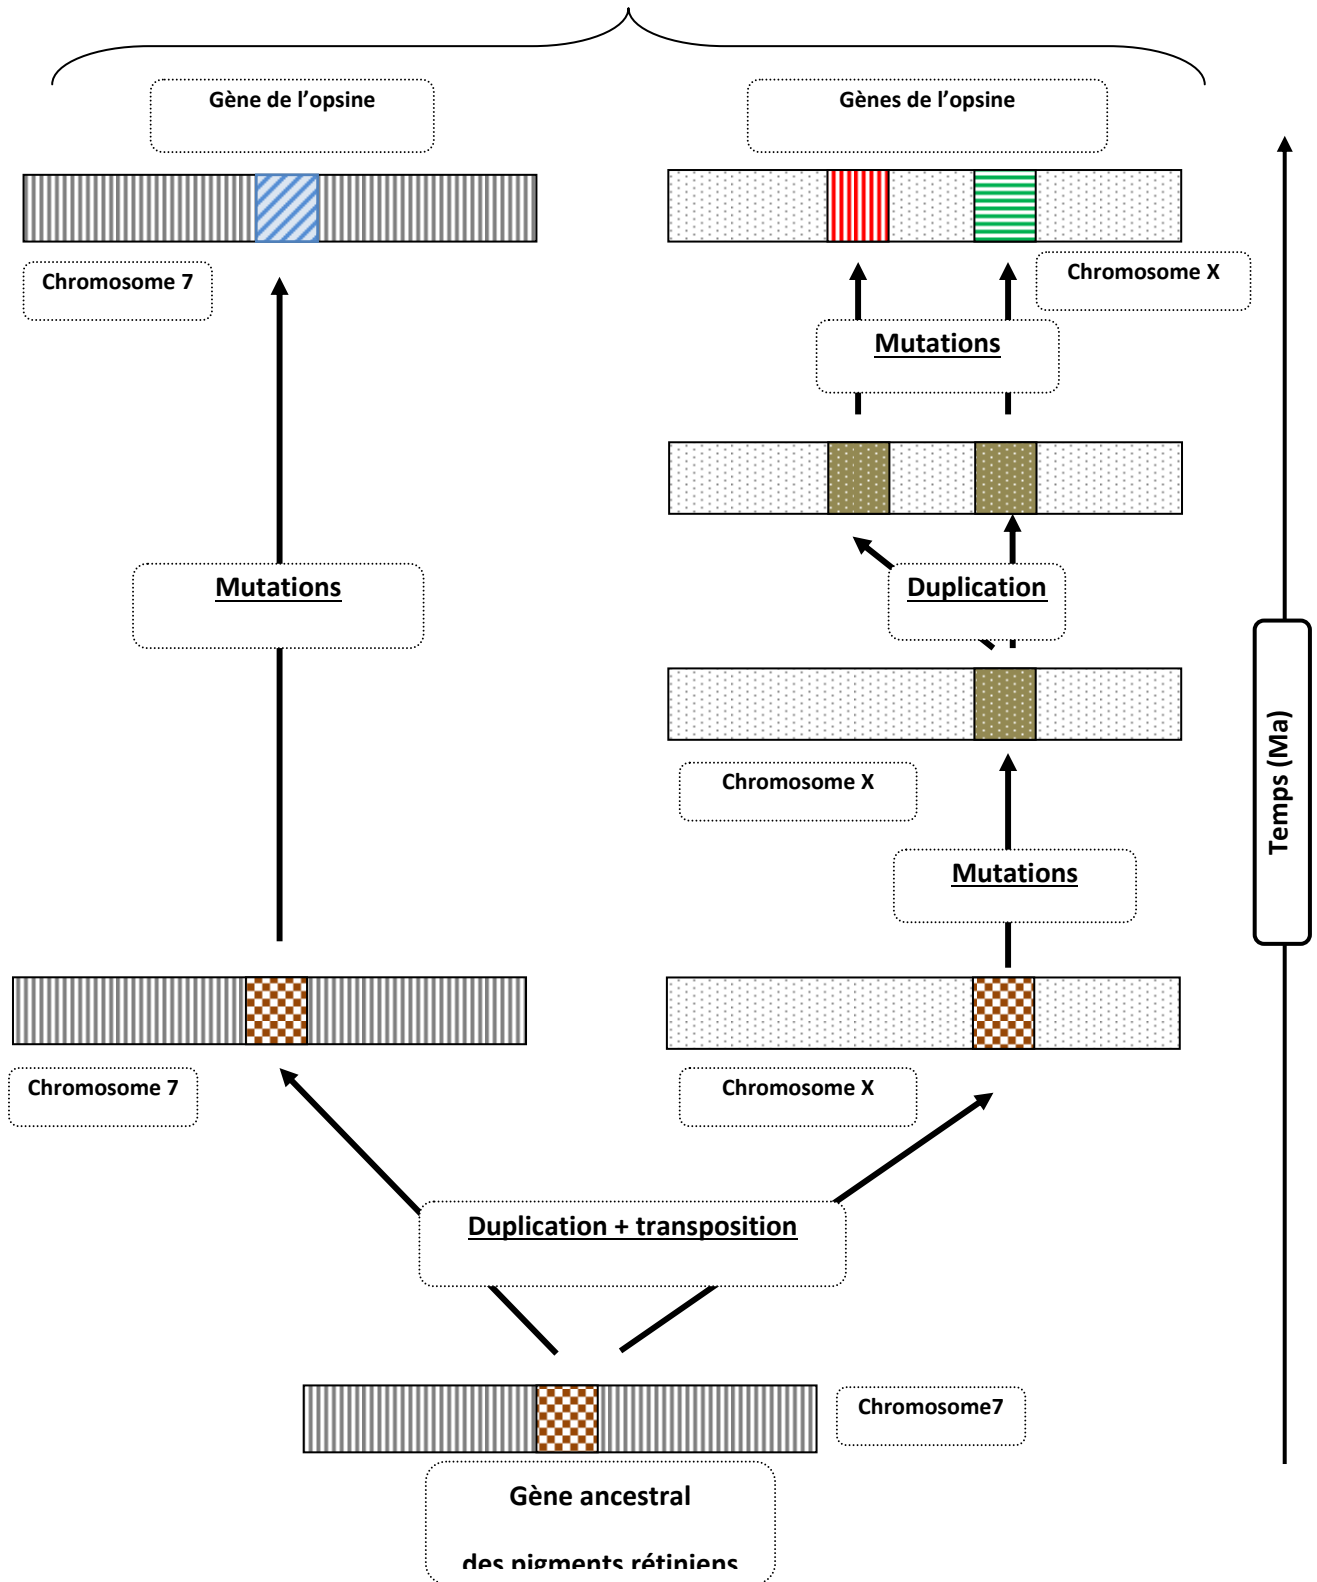 Gène de l'opsine
Gènes de l'opsine
Chromosome 7
Chromosome X
Mutations
Mutations
Duplication
Chromosome X
Temps (Ma)
Mutations
Chromosome 7
Chromosome X
Duplication + transposition
Chromosome7
Gène ancestral
des pigments rétiniens